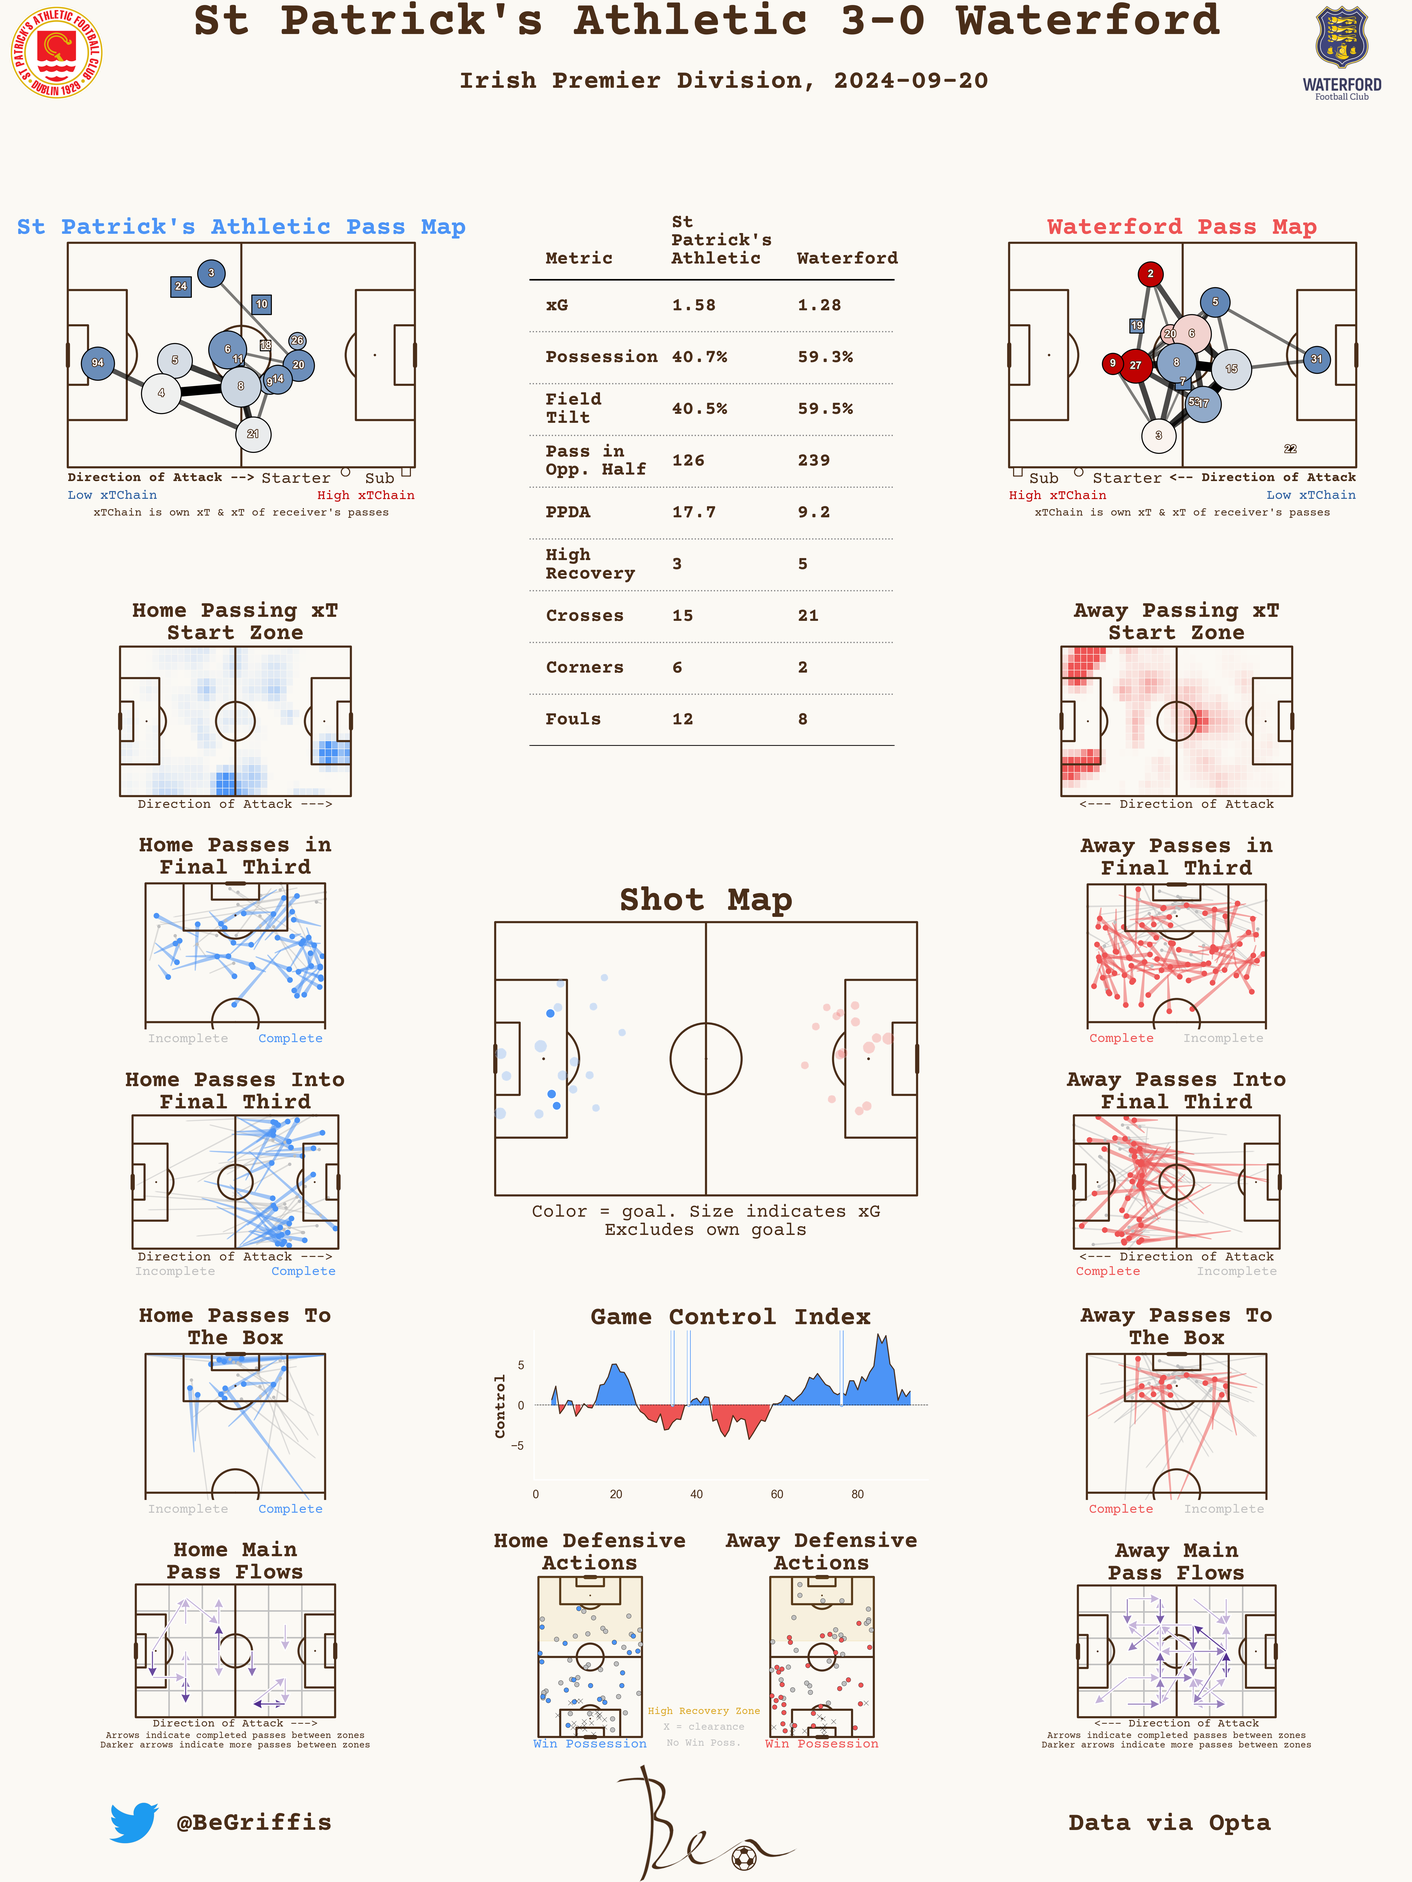 St Patrick's Athletic 3-0 Waterford
Irish Premier Division, 2024-09-20
ST PATRICK'S ATHLETIC FOOTBALL CLUB
DUBLIN 1929
WATERFORD
Football Club
St Patrick's Athletic Pass Map
3
24
10
26
18
6
11
20
94
5
9
14
4
8
21
Direction of Attack --> Starter Sub
Low xTChain High xTChain
xTChain is own xT & xT of receiver's passes
Metric St Patrick's Athletic Waterford
xG 1.58 1.28
Possession 40.7% 59.3%
Field Tilt 40.5% 59.5%
Pass in Opp. Half 126 239
PPDA 17.7 9.2
High Recovery 3 5
Crosses 15 21
Corners 6 2
Fouls 12 8
Waterford Pass Map
2
5
19
20
6
9
27
8
15
31
7
17
3
22
Sub Starter <-- Direction of Attack
High xTChain Low xTChain
xTChain is own xT & xT of receiver's passes
Home Passing xT
Start Zone
Direction of Attack --->
Away Passing xT
Start Zone
<--- Direction of Attack
Home Passes in
Final Third
Incomplete Complete
Away Passes in
Final Third
Complete Incomplete
Shot Map
Color = goal. Size indicates xG
Excludes own goals
Home Passes Into
Final Third
Direction of Attack --->
Incomplete Complete
Away Passes Into
Final Third
<--- Direction of Attack
Complete Incomplete
Home Passes To
The Box
Incomplete Complete
Game Control Index
Control
5
0
−5
0 20 40 60 80
Away Passes To
The Box
Complete Incomplete
Home Main
Pass Flows
Direction of Attack --->
Arrows indicate completed passes between zones
Darker arrows indicate more passes between zones
Home Defensive
Actions
Win Possession
High Recovery Zone
X = clearance
No Win Poss.
Away Defensive
Actions
Win Possession
Away Main
Pass Flows
<--- Direction of Attack
Arrows indicate completed passes between zones
Darker arrows indicate more passes between zones
@BeGriffis
Ben
Data via Opta